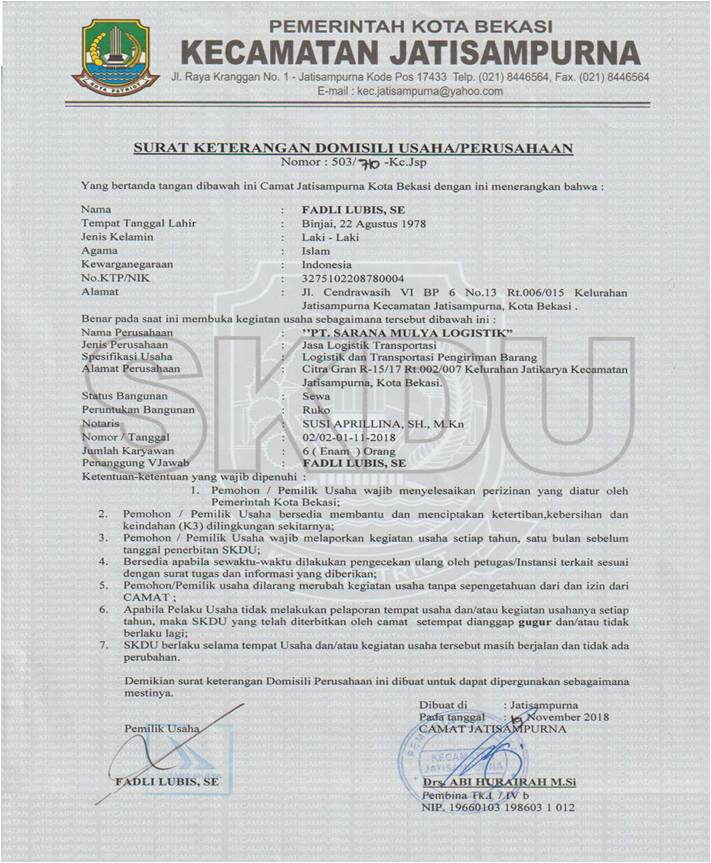 PEMERINTAH KOTA BEKASI
KECAMATAN JATISAMPURNA
Jl. Raya Kranggan No. 1 - Jatisampurna Kode Pos 17433 Telp. (021) 8446564, Fax. (021) 8446564
E-mail : kec.jatisampurna@yahoo.com
KOTA PATRIOT
SURAT KETERANGAN DOMISILI USAHA/PERUSAHAAN
Nomor : 503/710 -Kc.Jsp
Yang bertanda tangan dibawah ini Camat Jatisampurna Kota Bekasi dengan ini menerangkan bahwa :
Nama : FADLI LUBIS, SE
Tempat Tanggal Lahir : Binjai, 22 Agustus 1978
Jenis Kelamin : Laki - Laki
Agama : Islam
Kewarganegaraan : Indonesia
No.KTP/NIK : 3275102208780004
Alamat : Jl. Cendrawasih VI BP 6 No.13 Rt.006/015 Kelurahan
Jatisampurna Kecamatan Jatisampurna, Kota Bekasi .
Benar pada saat ini membuka kegiatan usaha sebagaimana tersebut dibawah ini :
Nama Perusahaan : ”PT. SARANA MULYA LOGISTIK”
Jenis Perusahaan : Jasa Logistik Transportasi
Spesifikasi Usaha : Logistik dan Transportasi Pengiriman Barang
Alamat Perusahaan : Citra Gran R-15/17 Rt.002/007 Kelurahan Jatikarya Kecamatan
Jatisampurna, Kota Bekasi.
Status Bangunan : Sewa
Peruntukan Bangunan : Ruko
Notaris : SUSI APRILLINA, SH., M.Kn
Nomor / Tanggal : 02/02-01-11-2018
Jumlah Karyawan : 6 ( Enam ) Orang
Penanggung VJawab : FADLI LUBIS, SE
SKDU
Ketentuan-ketentuan yang wajib dipenuhi :
1. Pemohon / Pemilik Usaha wajib menyelesaikan perizinan yang diatur oleh
Pemerintah Kota Bekasi;
2. Pemohon / Pemilik Usaha bersedia membantu dan menciptakan ketertiban,kebersihan dan
keindahan (K3) dilingkungan sekitarnya;
3. Pemohon / Pemilik Usaha wajib melaporkan kegiatan usaha setiap tahun, satu bulan sebelum
tanggal penerbitan SKDU;
4. Bersedia apabila sewaktu-waktu dilakukan pengecekan ulang oleh petugas/Instansi terkait sesuai
dengan surat tugas dan informasi yang diberikan;
5. Pemohon/Pemilik usaha dilarang merubah kegiatan usaha tanpa sepengetahuan dari dan izin dari
CAMAT ;
6. Apabila Pelaku Usaha tidak melakukan pelaporan tempat usaha dan/atau kegiatan usahanya setiap
tahun, maka SKDU yang telah diterbitkan oleh camat setempat dianggap gugur dan/atau tidak
berlaku lagi;
7. SKDU berlaku selama tempat Usaha dan/atau kegiatan usaha tersebut masih berjalan dan tidak ada
perubahan.
Demikian surat keterangan Domisili Perusahaan ini dibuat untuk dapat dipergunakan sebagaimana
mestinya.
Dibuat di : Jatisampurna
Pada tanggal : November 2018
CAMAT JATISAMPURNA
Pemilik Usaha
KECAMATAN
JATISAMPURNA
FADLI LUBIS, SE
Drs. ABI HURAIRAH M.Si
Pembina Tk.I / IV b
NIP. 19660103 198603 1 012